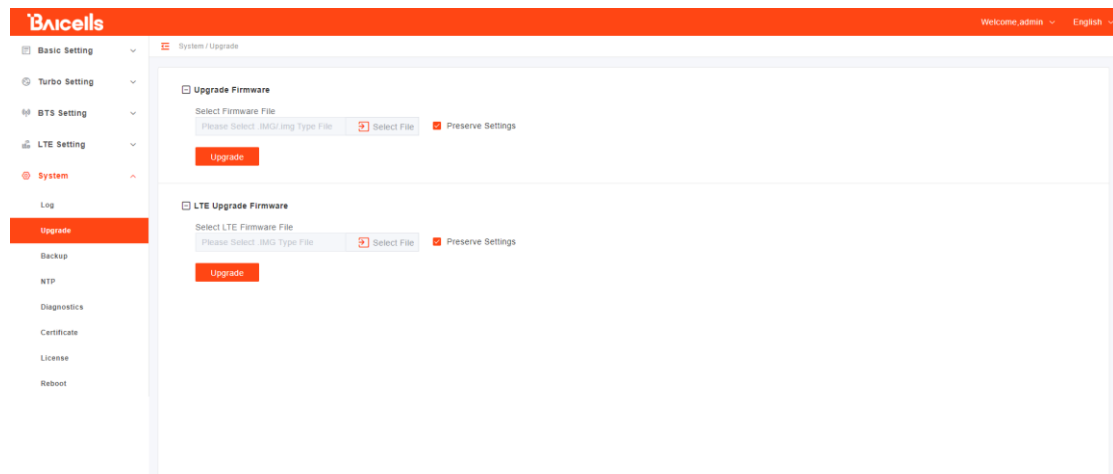 Baicells
Welcome,admin
English
Basic Setting
Turbo Setting
BTS Setting
LTE Setting
System
Log
Upgrade
Backup
NTP
Diagnostics
Certificate
License
Reboot
System / Upgrade
Upgrade Firmware
Select Firmware File
Please Select .IMG/.img Type File
Select File
Preserve Settings
Upgrade
LTE Upgrade Firmware
Select LTE Firmware File
Please Select .IMG Type File
Select File
Preserve Settings
Upgrade